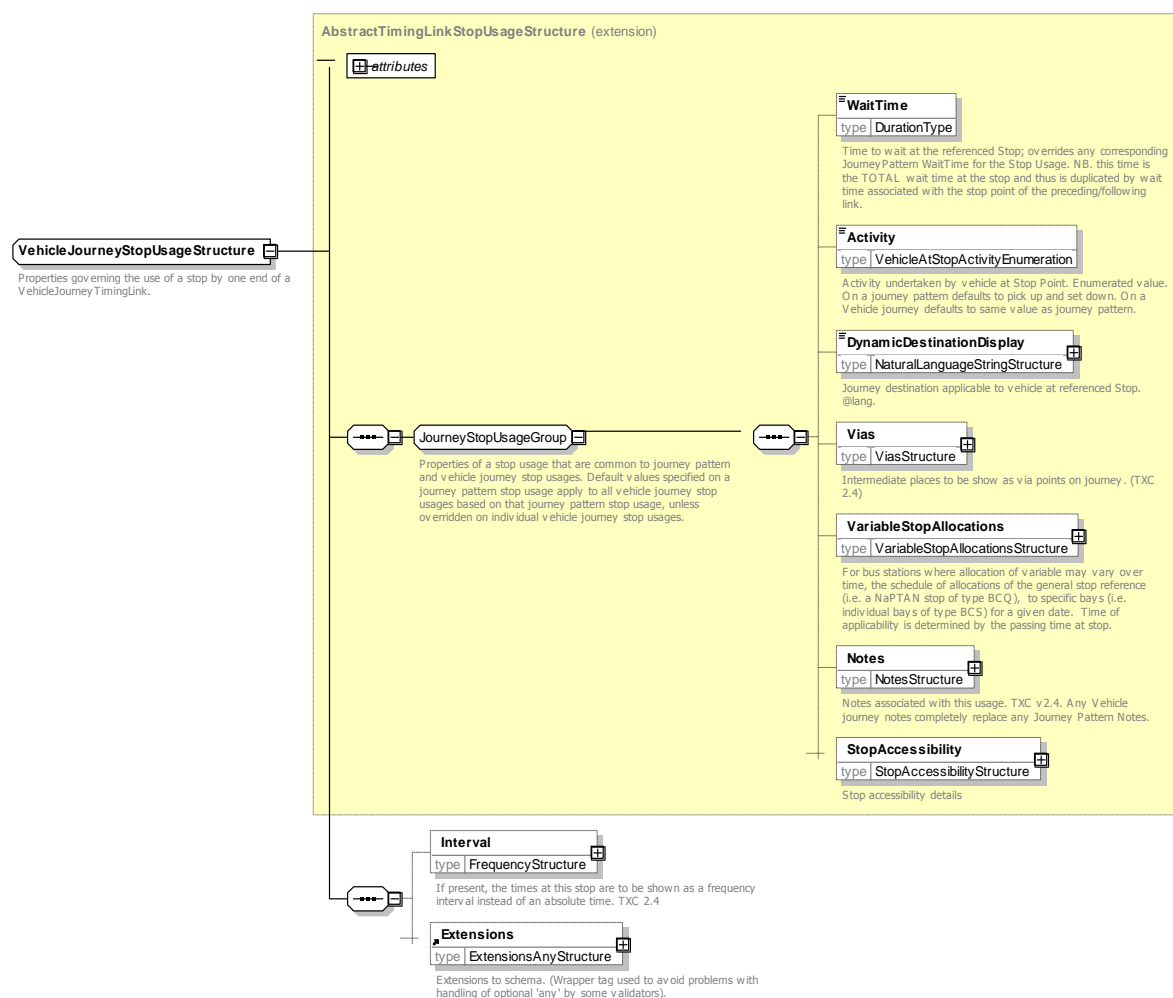 AbstractTimingLinkStopUsageStructure (extension)
attributes
WaitTime
type DurationType
Time to wait at the referenced Stop; overrides any corresponding
JourneyPattern WaitTime for the Stop Usage. NB. this time is
the TOTAL wait time at the stop and thus is duplicated by wait
time associated with the stop point of the preceding/following
link.
VehicleJourneyStopUsageStructure
Properties governing the use of a stop by one end of a
VehicleJourneyTimingLink.
Activity
type VehicleAtStopActivityEnumeration
Activity undertaken by vehicle at Stop Point. Enumerated value.
On a journey pattern defaults to pick up and set down. On a
Vehicle journey defaults to same value as journey pattern.
DynamicDestinationDisplay
type NaturalLanguageStringStructure
Journey destination applicable to vehicle at referenced Stop.
@lang.
JourneyStopUsageGroup
Properties of a stop usage that are common to journey pattern
and vehicle journey stop usages. Default values specified on a
journey pattern stop usage apply to all vehicle journey stop
usages based on that journey pattern stop usage, unless
overridden on individual vehicle journey stop usages.
Vias
type ViasStructure
Intermediate places to be show as via points on journey. (TXC
2.4)
VariableStopAllocations
type VariableStopAllocationsStructure
For bus stations where allocation of variable may vary over
time, the schedule of allocations of the general stop reference
(i.e. a NaPTAN stop of type BCQ), to specific bays (i.e.
individual bays of type BCS) for a given date. Time of
applicability is determined by the passing time at stop.
Notes
type NotesStructure
Notes associated with this usage. TXC v2.4. Any Vehicle
journey notes completely replace any Journey Pattern Notes.
StopAccessibility
type StopAccessibilityStructure
Stop accessibility details
Interval
type FrequencyStructure
If present, the times at this stop are to be shown as a frequency
interval instead of an absolute time. TXC 2.4
Extensions
type ExtensionsAnyStructure
Extensions to schema. (Wrapper tag used to avoid problems with
handling of optional 'any' by some validators).